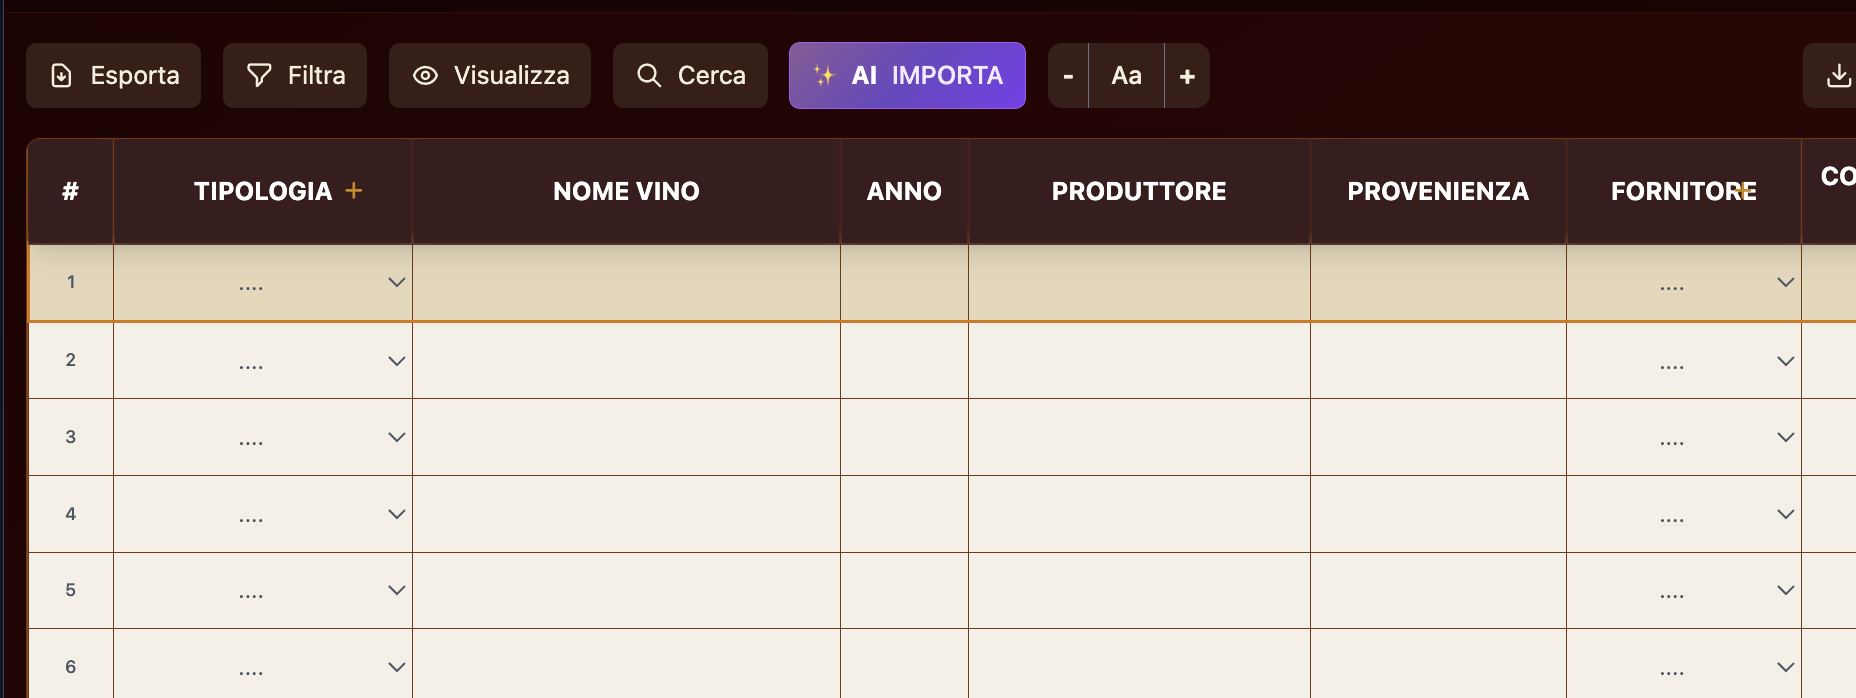 Esporta Filtra Visualizza Cerca AI IMPORTA - Aa +
# TIPOLOGIA + NOME VINO ANNO PRODUTTORE PROVENIENZA FORNITORE + CO
1 .... ....
2 .... ....
3 .... ....
4 .... ....
5 .... ....
6 .... ....